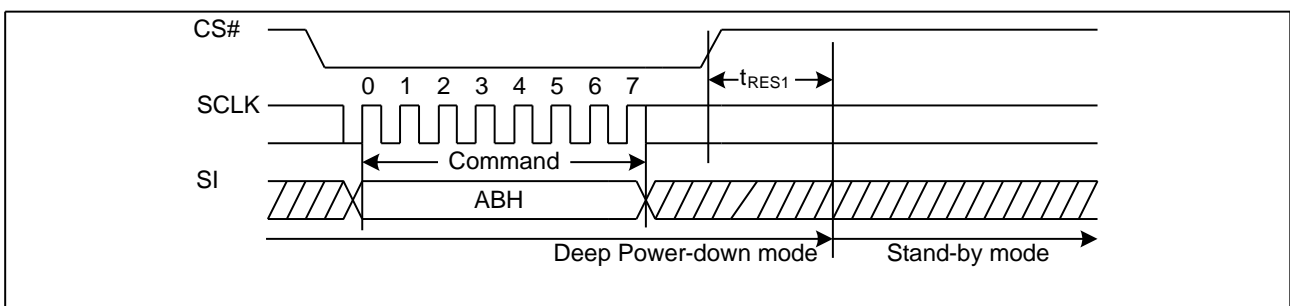 CS#
tRES1
0 1 2 3 4 5 6 7
SCLK
Command
SI
ABH
Deep Power-down mode Stand-by mode